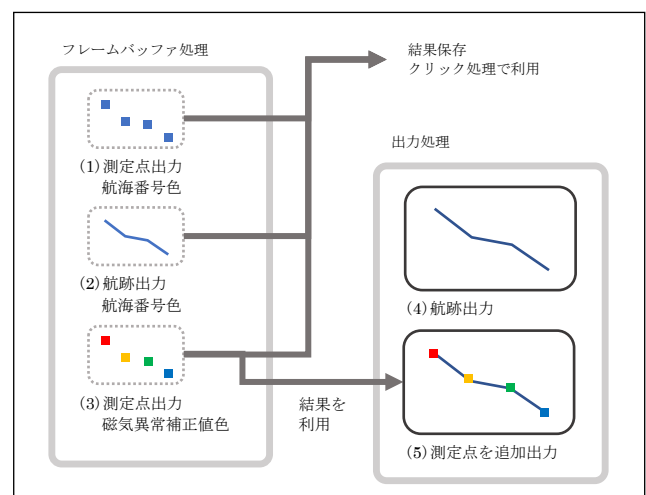 フレームバッファ処理
(1)測定点出力
航海番号色
(2)航跡出力
航海番号色
(3)測定点出力
磁気異常補正値色
結果保存
クリック処理で利用
出力処理
(4)航跡出力
結果を
利用
(5)測定点を追加出力